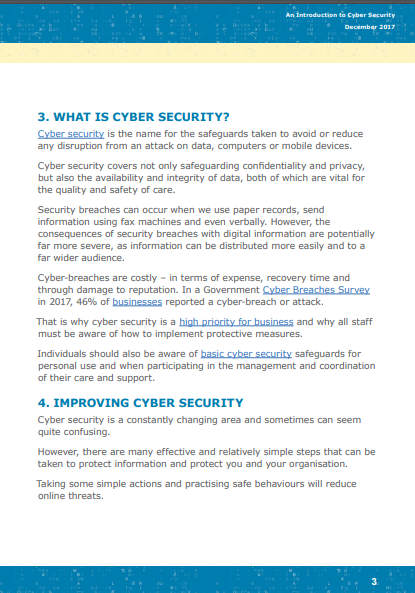 An Introduction to Cyber Security
December 2017
3. WHAT IS CYBER SECURITY?
Cyber security is the name for the safeguards taken to avoid or reduce
any disruption from an attack on data, computers or mobile devices.
Cyber security covers not only safeguarding confidentiality and privacy,
but also the availability and integrity of data, both of which are vital for
the quality and safety of care.
Security breaches can occur when we use paper records, send
information using fax machines and even verbally. However, the
consequences of security breaches with digital information are potentially
far more severe, as information can be distributed more easily and to a
far wider audience.
Cyber-breaches are costly – in terms of expense, recovery time and
through damage to reputation. In a Government Cyber Breaches Survey
in 2017, 46% of businesses reported a cyber-breach or attack.
That is why cyber security is a high priority for business and why all staff
must be aware of how to implement protective measures.
Individuals should also be aware of basic cyber security safeguards for
personal use and when participating in the management and coordination
of their care and support.
4. IMPROVING CYBER SECURITY
Cyber security is a constantly changing area and sometimes can seem
quite confusing.
However, there are many effective and relatively simple steps that can be
taken to protect information and protect you and your organisation.
Taking some simple actions and practising safe behaviours will reduce
online threats.
3